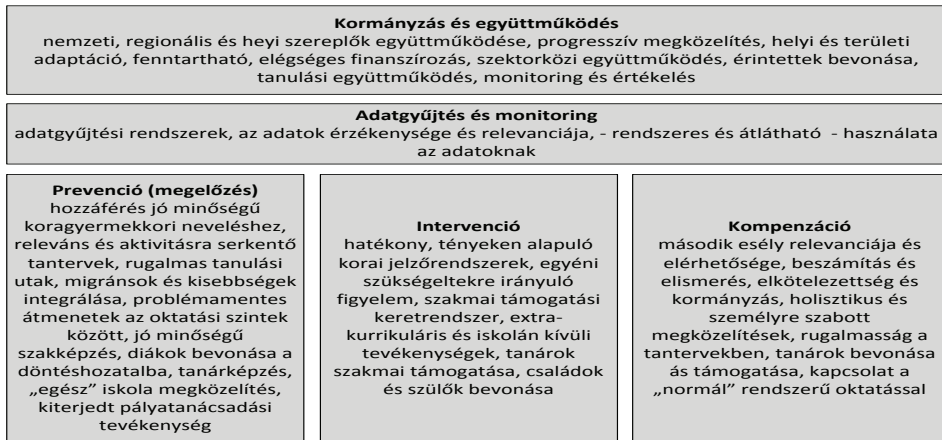 Kormányzás és együttműködés
nemzeti, regionális és heyi szereplők együttműködése, progresszív megközelítés, helyi és területi
adaptáció, fenntartható, elégséges finanszírozás, szektorközi együttműködés, érintettek bevonása,
tanulási együttműködés, monitoring és értékelés
Adatgyűjtés és monitoring
adatgyűjtési rendszerek, az adatok érzékenysége és relevanciája, - rendszeres és átlátható - használata
az adatoknak
Prevenció (megelőzés)
hozzáférés jó minőségű
koragyermekkori neveléshez,
releváns és aktivitásra serkentő
tantervek, rugalmas tanulási
utak, migránsok és kisebbségek
integrálása, problémamentes
átmenetek az oktatási szintek
között, jó minőségű
szakképzés, diákok bevonása a
döntéshozatalba, tanárképzés,
„egész” iskola megközelítés,
kiterjedt pályatanácsadási
tevékenység
Intervenció
hatékony, tényeken alapuló
korai jelzőrendszerek, egyéni
szükségeltekre irányuló
figyelem, szakmai támogatási
keretrendszer, extra-
kurrikuláris és iskolán kívüli
tevékenységek, tanárok
szakmai támogatása, családok
és szülők bevonása
Kompenzáció
második esély relevanciája és
elérhetősége, beszámítás és
elismerés, elkötelezettség és
kormányzás, holisztikus és
személyre szabott
megközelítések, rugalmasság a
tantervekben, tanárok bevonása
ás támogatása, kapcsolat a
„normál” rendszerű oktatással